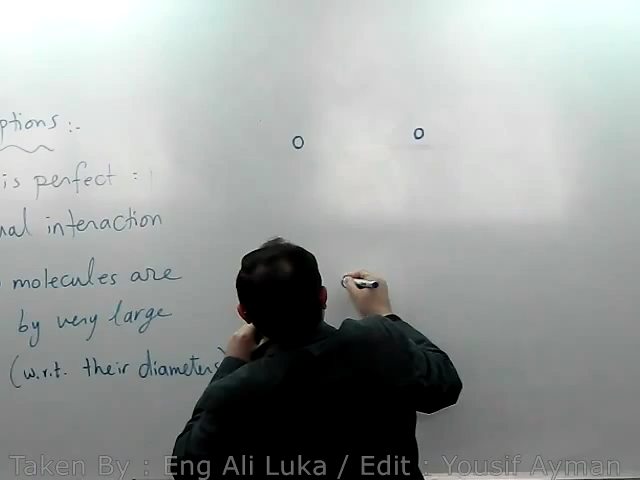 ptions :-
is perfect :
nal interaction
molecules are
by very large
(w.r.t. their diameters
Taken By : Eng Ali Luka / Edit : Yousif Ayman